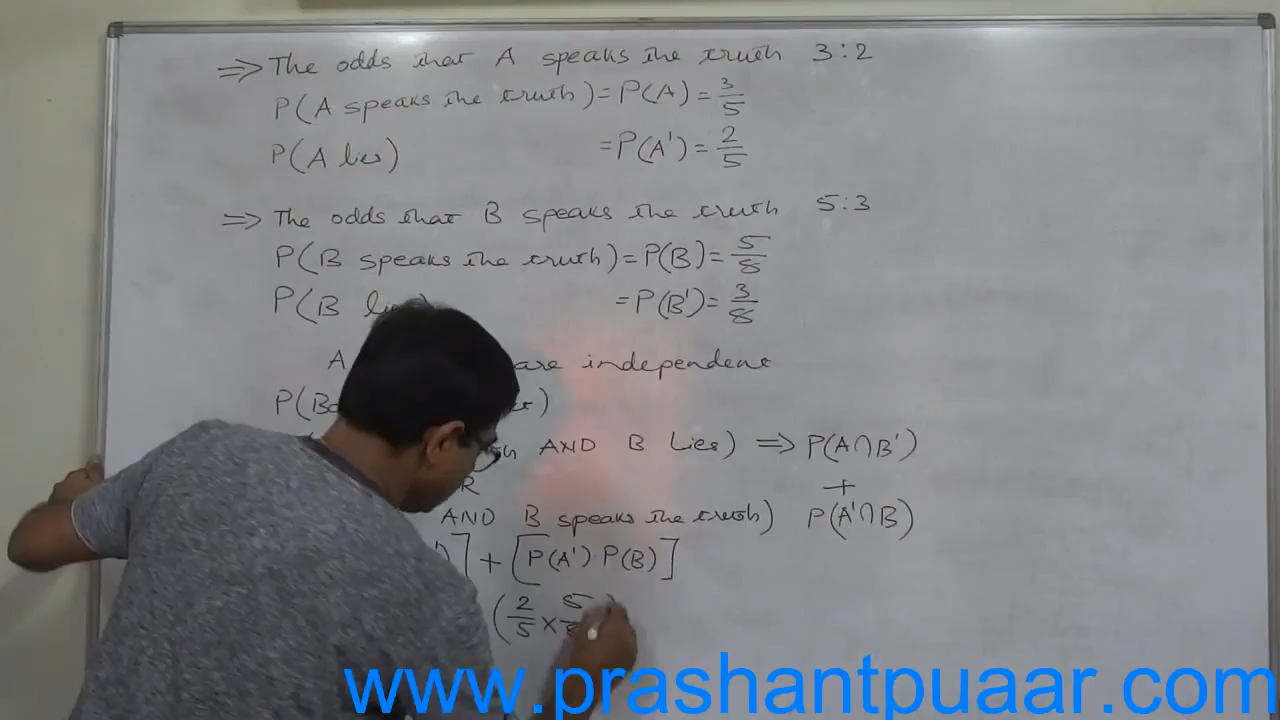 ⇒ The odds that A speaks the truth 3:2
P(A speaks the truth) = P(A) = 3/5
P(A lies) = P(A') = 2/5
⇒ The odds that B speaks the truth 5:3
P(B speaks the truth) = P(B) = 5/8
P(B = P(B') = 3/8
A are independent
P(
AND B lies) ⇒ P(A∩B')
+
AND B speaks the truth) P(A'∩B)
] + [P(A')·P(B)]
(2/5 × 5/
www.prashantpuaar.com